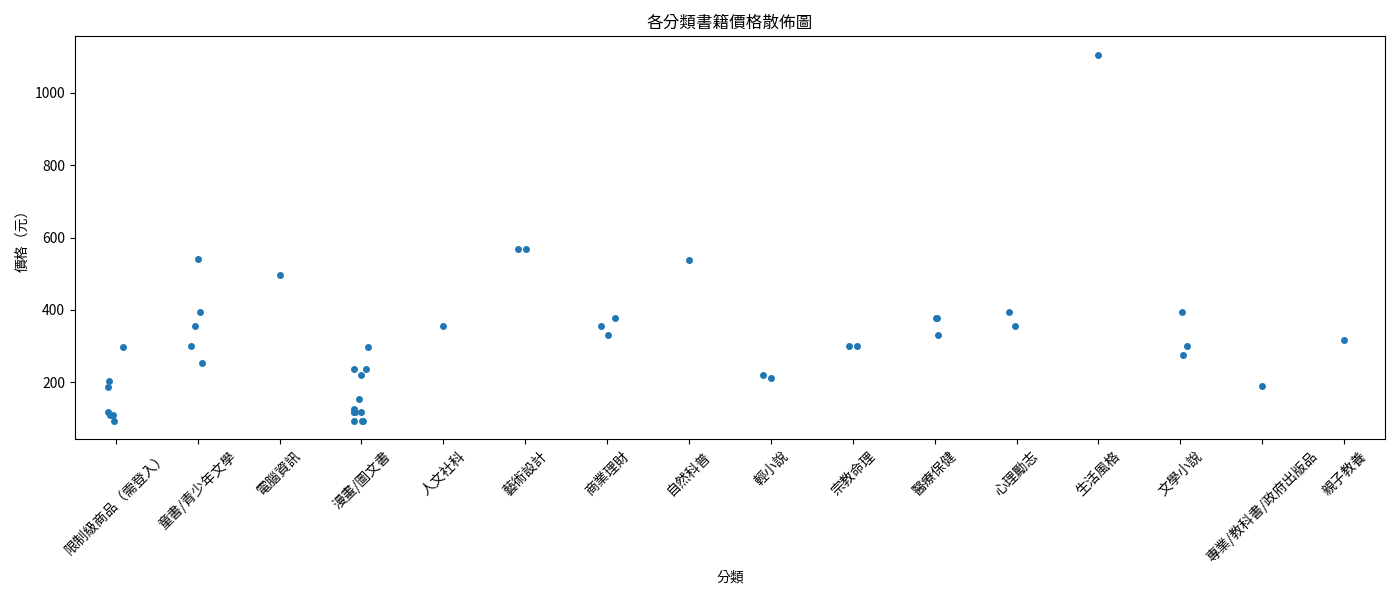 各分類書籍價格散佈圖
價格（元）
1000
800
600
400
200
限制級商品（需登入）
童書/青少年文學
電腦資訊
漫畫/圖文書
人文社科
藝術設計
商業理財
自然科普
輕小說
宗教命理
醫療保健
心理勵志
生活風格
文學小說
專業/教科書/政府出版品
親子教養
分類